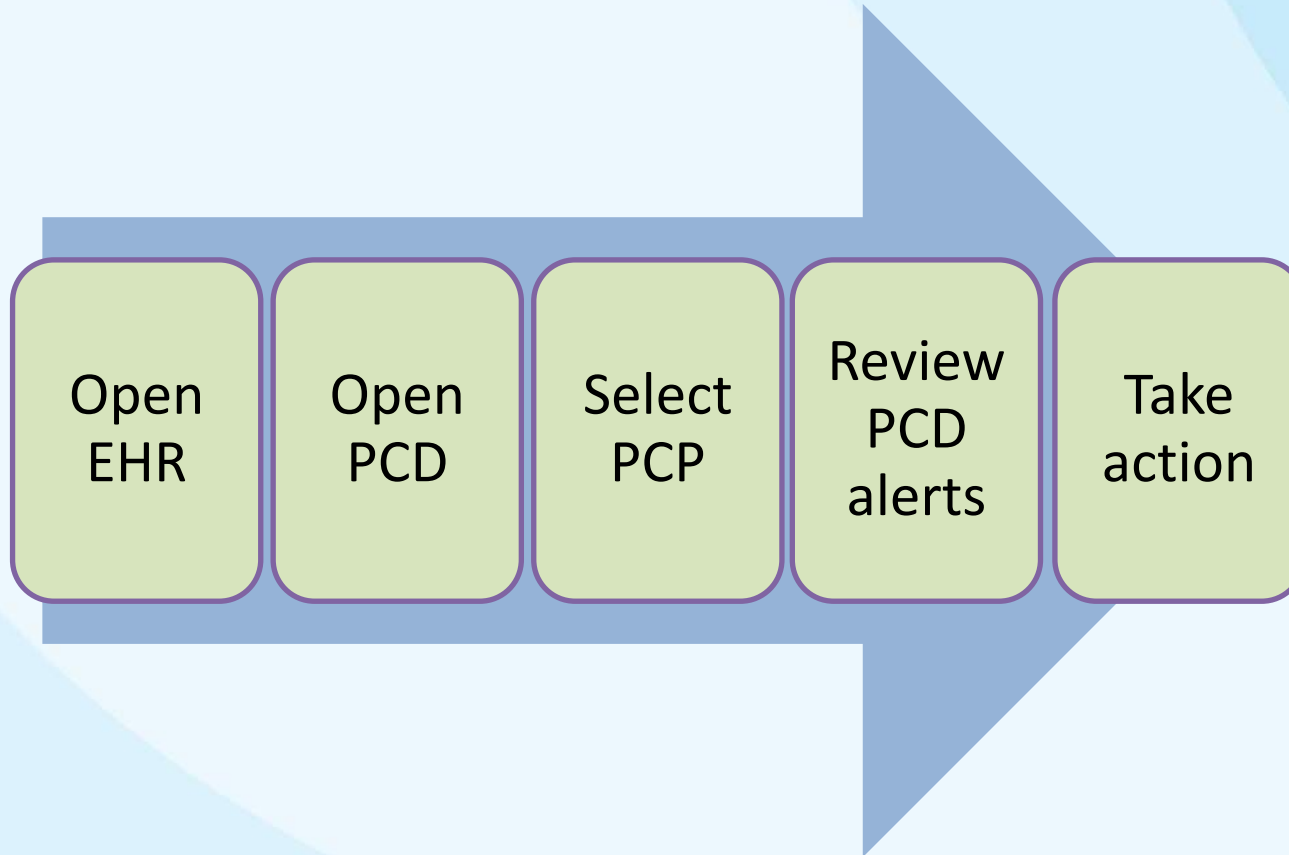 Open
EHR
Open
PCD
Select
PCP
Review
PCD
alerts
Take
action